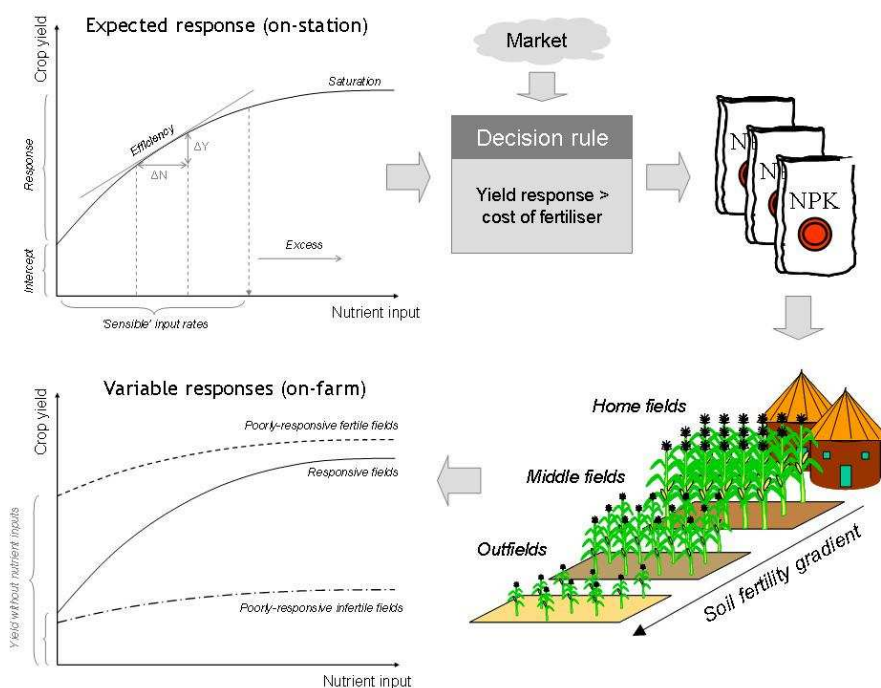 Expected response (on-station)
Crop yield
Saturation
Efficiency
ΔY
ΔN
Response
Intercept
Excess
'Sensible' input rates
Nutrient input
Market
Decision rule
Yield response >
cost of fertiliser
NPK
Variable responses (on-farm)
Crop yield
Poorly-responsive fertile fields
Responsive fields
Yield without nutrient inputs
Poorly-responsive infertile fields
Nutrient input
Home fields
Middle fields
Outfields
Soil fertility gradient